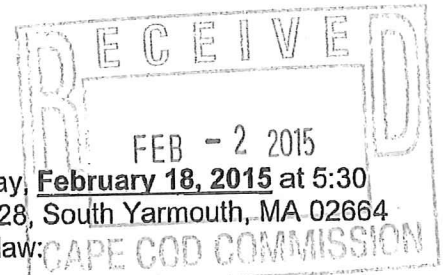 RECEIVED
FEB - 2 2015
ay, February 18, 2015 at 5:30
28, South Yarmouth, MA 02664
law:
CAPE COD COMMISSION